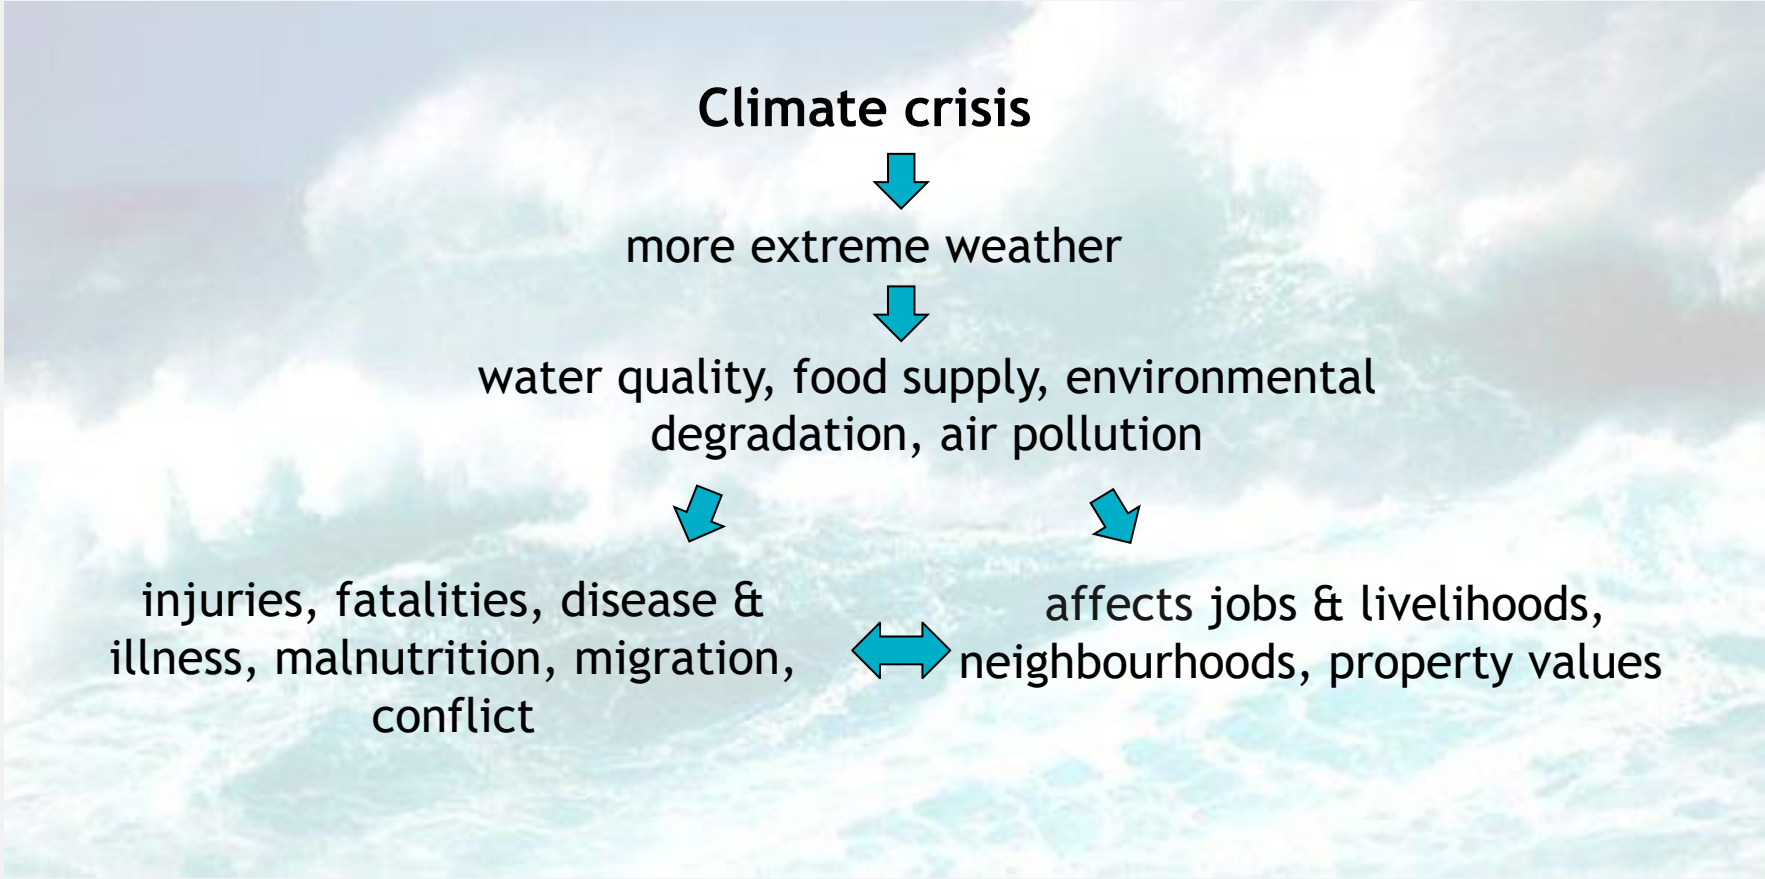 Climate crisis
more extreme weather
water quality, food supply, environmental
degradation, air pollution
injuries, fatalities, disease &
illness, malnutrition, migration,
conflict
affects jobs & livelihoods,
neighbourhoods, property values